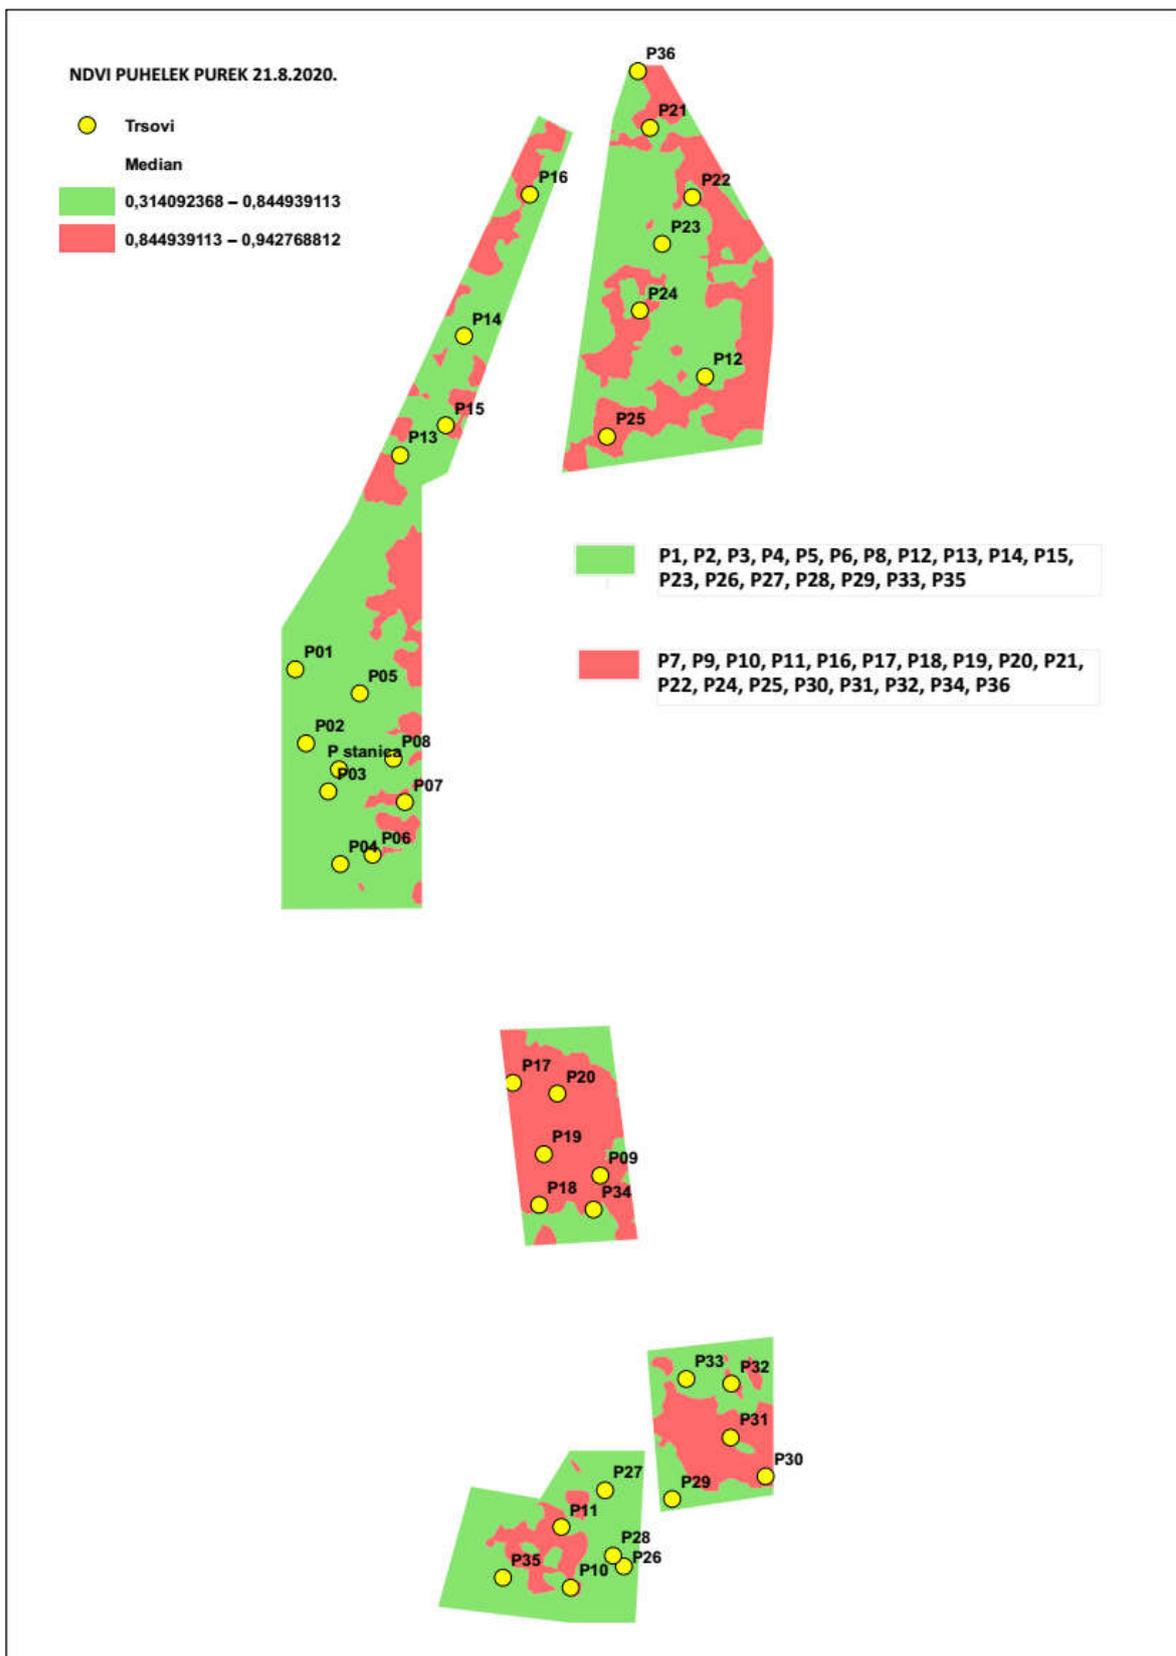 NDVI PUHELEK PUREK 21.8.2020.
Trsovi
Median
0,314092368 – 0,844939113
0,844939113 – 0,942768812
P36
P21
P16
P22
P23
P24
P14
P12
P15
P25
P13
P1, P2, P3, P4, P5, P6, P8, P12, P13, P14, P15,
P23, P26, P27, P28, P29, P33, P35
P7, P9, P10, P11, P16, P17, P18, P19, P20, P21,
P22, P24, P25, P30, P31, P32, P34, P36
P01
P05
P02
P08
P stanica
P03
P07
P06
P04
P17
P20
P19
P09
P18
P34
P33
P32
P31
P30
P27
P29
P11
P28
P26
P35
P10